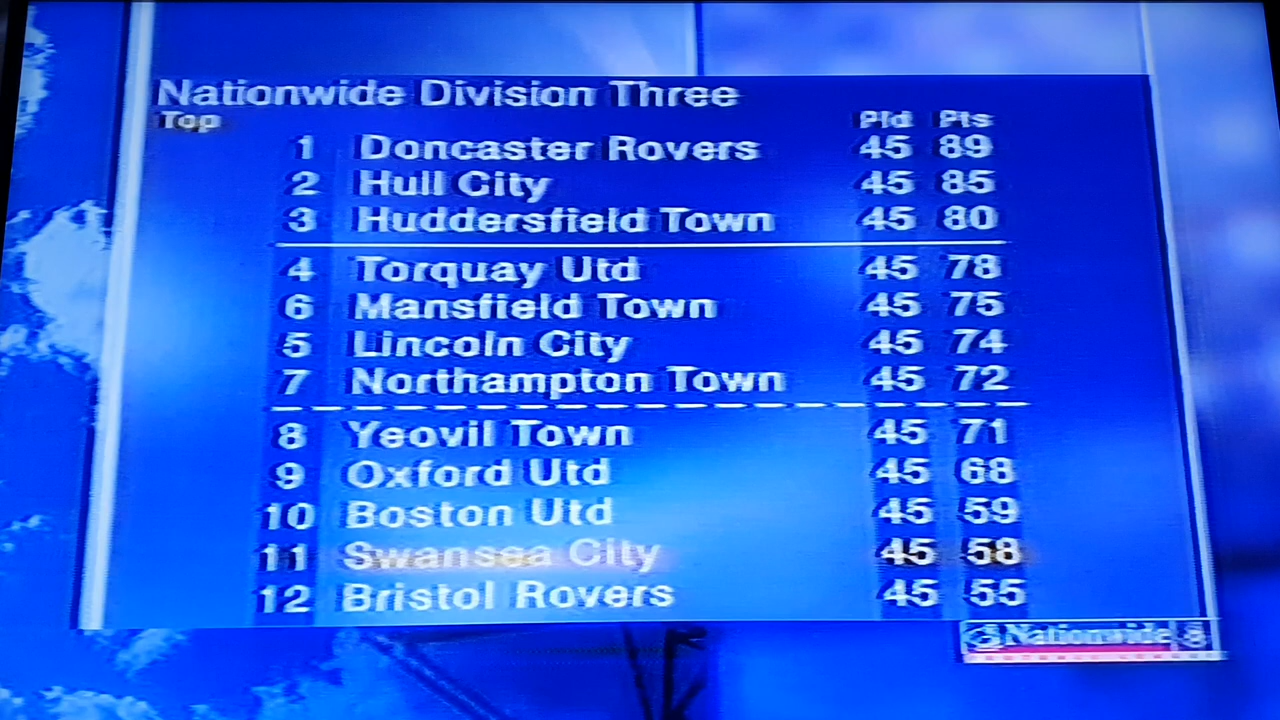 Nationwide Division Three
Top Pld Pts
1 Doncaster Rovers 45 89
2 Hull City 45 85
3 Huddersfield Town 45 80
4 Torquay Utd 45 78
6 Mansfield Town 45 75
5 Lincoln City 45 74
7 Northampton Town 45 72
8 Yeovil Town 45 71
9 Oxford Utd 45 68
10 Boston Utd 45 59
11 Swansea City 45 58
12 Bristol Rovers 45 55
Nationwide